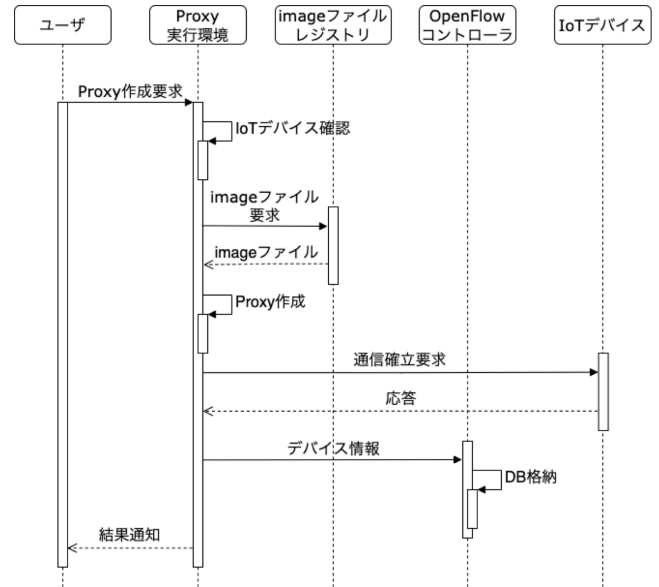 ユーザ
Proxy
実行環境
imageファイル
レジストリ
OpenFlow
コントローラ
IoTデバイス
Proxy作成要求
IoTデバイス確認
imageファイル
要求
imageファイル
Proxy作成
通信確立要求
応答
デバイス情報
DB格納
結果通知